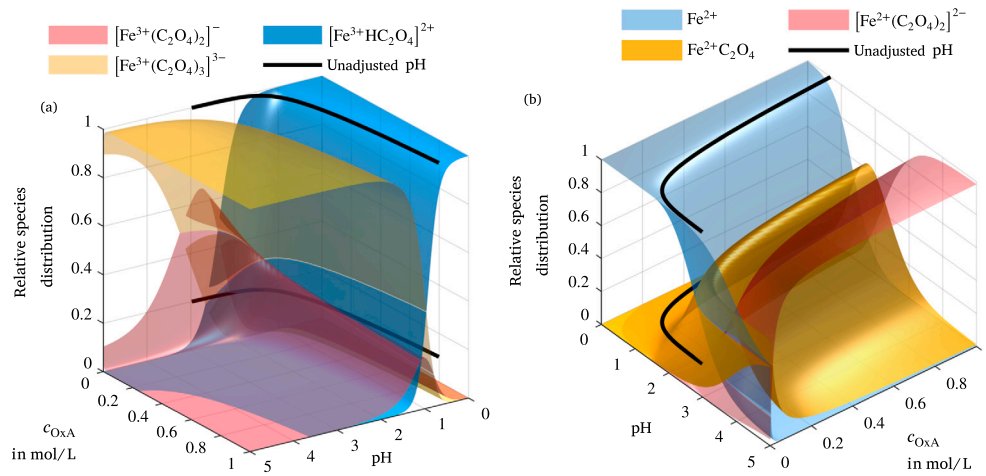 [Fe³⁺(C₂O₄)₂]⁻
[Fe³⁺HC₂O₄]²⁺
[Fe³⁺(C₂O₄)₃]³⁻
Unadjusted pH
(a)
Relative species
distribution
1
0.8
0.6
0.4
0.2
0
0
0.2
0.4
0.6
0.8
1
c_OxA
in mol/L
5
4
3
2
1
0
pH
Fe²⁺
[Fe²⁺(C₂O₄)₂]²⁻
Fe²⁺C₂O₄
Unadjusted pH
(b)
Relative species
distribution
1
0.8
0.6
0.4
0.2
0
0
1
2
3
4
5
pH
0
0.2
0.4
0.6
0.8
c_OxA
in mol/L